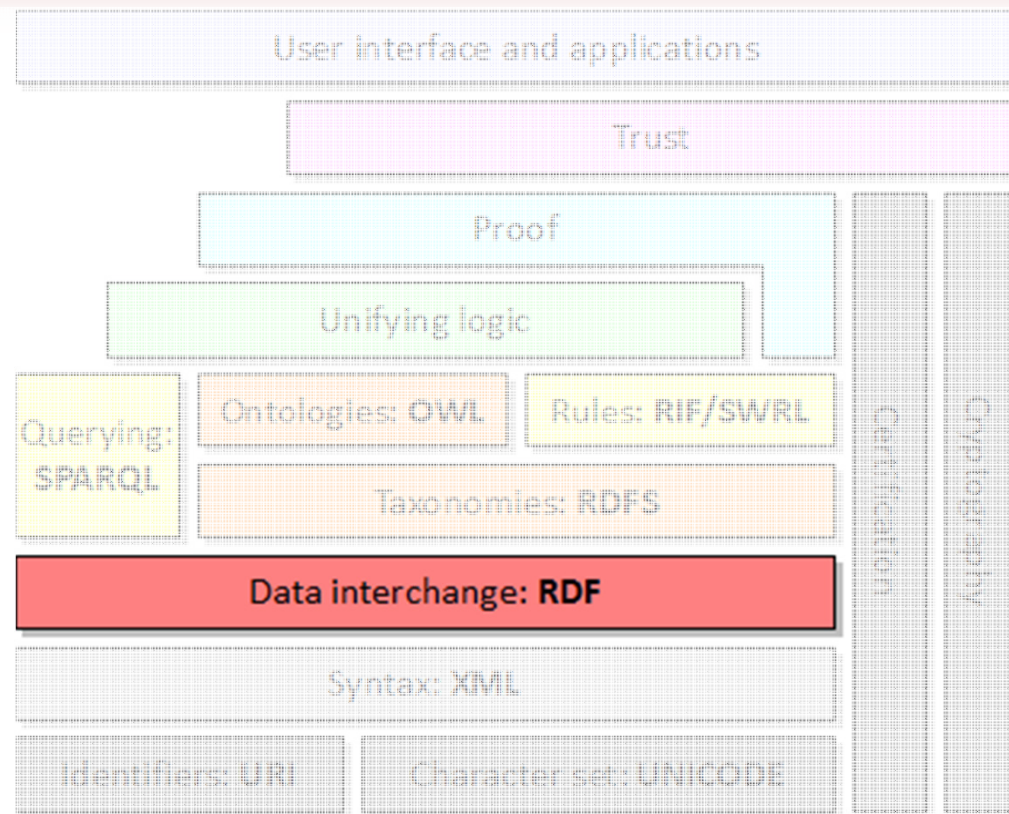 User interface and applications
Trust
Proof
Unifying logic
Ontologies: OWL
Rules: RIF/SWRL
Querying:
SPARQL
Taxonomies: RDFS
Data interchange: RDF
Syntax: XML
Identifiers: URI
Character set: UNICODE
Cryptography